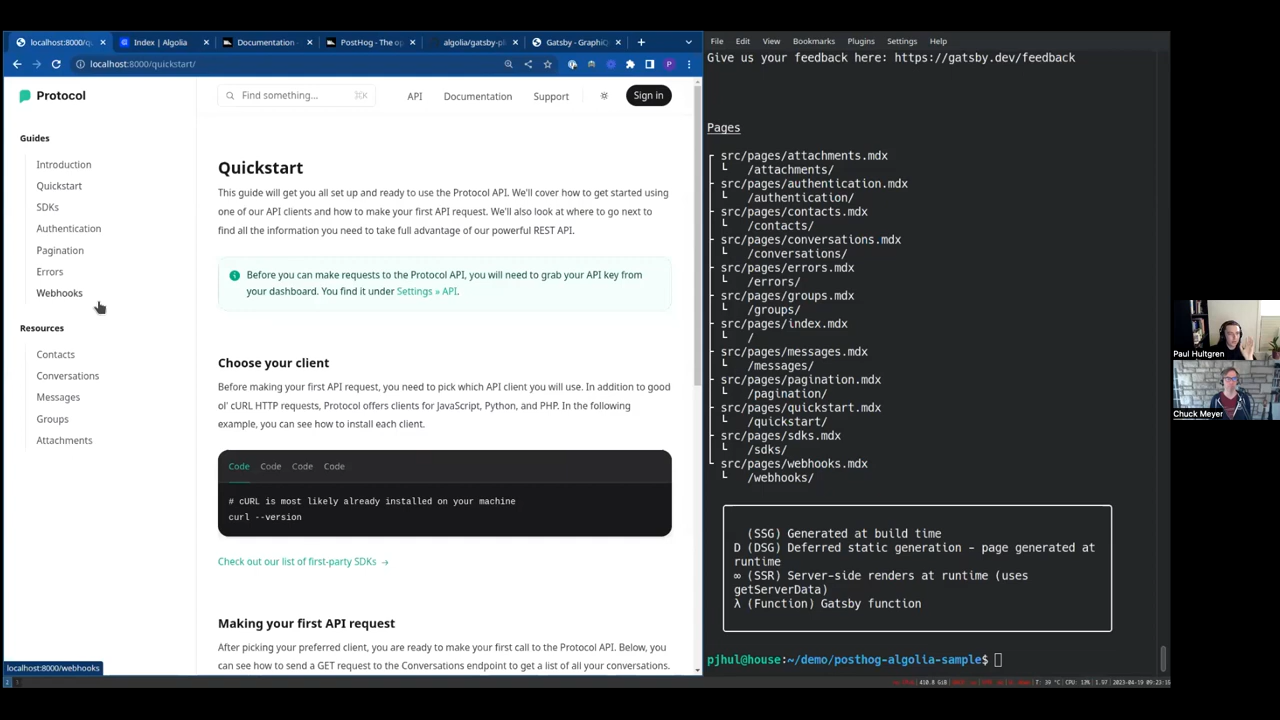 localhost:8000/qu
Index | Algolia
Documentation -
PostHog - The op
algolia/gatsby-pl
Gatsby - GraphiQ
localhost:8000/quickstart/
Protocol
Find something...
⌘K
API
Documentation
Support
Sign in
Guides
Introduction
Quickstart
SDKs
Authentication
Pagination
Errors
Webhooks
Resources
Contacts
Conversations
Messages
Groups
Attachments
Quickstart
This guide will get you all set up and ready to use the Protocol API. We'll cover how to get started using
one of our API clients and how to make your first API request. We'll also look at where to go next to
find all the information you need to take full advantage of our powerful REST API.
Before you can make requests to the Protocol API, you will need to grab your API key from
your dashboard. You find it under Settings » API.
Choose your client
Before making your first API request, you need to pick which API client you will use. In addition to good
ol' cURL HTTP requests, Protocol offers clients for JavaScript, Python, and PHP. In the following
example, you can see how to install each client.
Code Code Code Code
# cURL is most likely already installed on your machine
curl --version
Check out our list of first-party SDKs →
Making your first API request
After picking your preferred client, you are ready to make your first call to the Protocol API. Below, you
can see how to send a GET request to the Conversations endpoint to get a list of all your conversations.
localhost:8000/webhooks
File Edit View Bookmarks Plugins Settings Help
Give us your feedback here: https://gatsby.dev/feedback
Pages
src/pages/attachments.mdx
/attachments/
src/pages/authentication.mdx
/authentication/
src/pages/contacts.mdx
/contacts/
src/pages/conversations.mdx
/conversations/
src/pages/errors.mdx
/errors/
src/pages/groups.mdx
/groups/
src/pages/index.mdx
/
src/pages/messages.mdx
/messages/
src/pages/pagination.mdx
/pagination/
src/pages/quickstart.mdx
/quickstart/
src/pages/sdks.mdx
/sdks/
src/pages/webhooks.mdx
/webhooks/
(SSG) Generated at build time
D (DSG) Deferred static generation - page generated at
runtime
∞ (SSR) Server-side renders at runtime (uses
getServerData)
λ (Function) Gatsby function
pjhul@house:~/demo/posthog-algolia-sample$
Paul Hultgren
Chuck Meyer